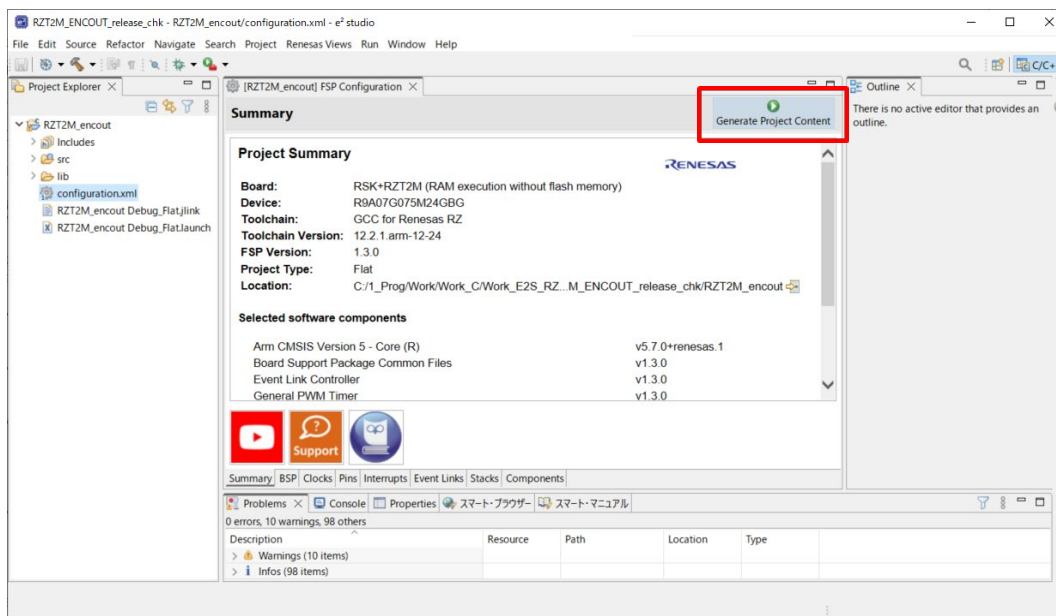 RZT2M_ENCOUT_release_chk - RZT2M_encout/configuration.xml - e² studio
File Edit Source Refactor Navigate Search Project Renesas Views Run Window Help
C/C+
Project Explorer
[RZT2M_encout] FSP Configuration
Outline
RZT2M_encout
Includes
src
lib
configuration.xml
RZT2M_encout Debug_Flat.jlink
RZT2M_encout Debug_Flat.launch
Summary
Generate Project Content
There is no active editor that provides an
outline.
Project Summary
RENESAS
Board: RSK+RZT2M (RAM execution without flash memory)
Device: R9A07G075M24GBG
Toolchain: GCC for Renesas RZ
Toolchain Version: 12.2.1.arm-12-24
FSP Version: 1.3.0
Project Type: Flat
Location: C:/1_Prog/Work/Work_C/Work_E2S_RZ...M_ENCOUT_release_chk/RZT2M_encout
Selected software components
Arm CMSIS Version 5 - Core (R) v5.7.0+renesas.1
Board Support Package Common Files v1.3.0
Event Link Controller v1.3.0
General PWM Timer v1.3.0
Support
Summary BSP Clocks Pins Interrupts Event Links Stacks Components
Problems Console Properties スマート・ブラウザー スマート・マニュアル
0 errors, 10 warnings, 98 others
Description Resource Path Location Type
Warnings (10 items)
Infos (98 items)